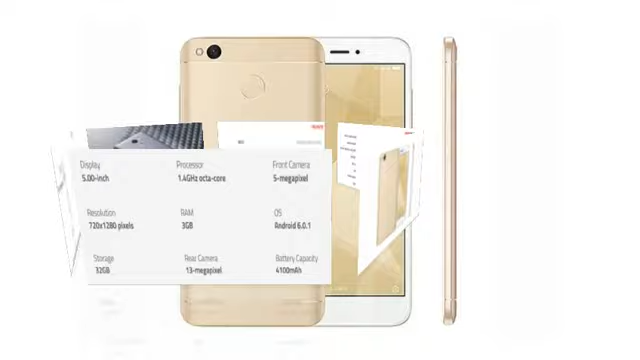 Display
Processor
Front Camera
5.00-inch
1.4GHz octa-core
5-megapixel
Resolution
RAM
OS
720x1280 pixels
3GB
Android 6.0.1
Storage
Rear Camera
Battery Capacity
32GB
13-megapixel
4100mAh